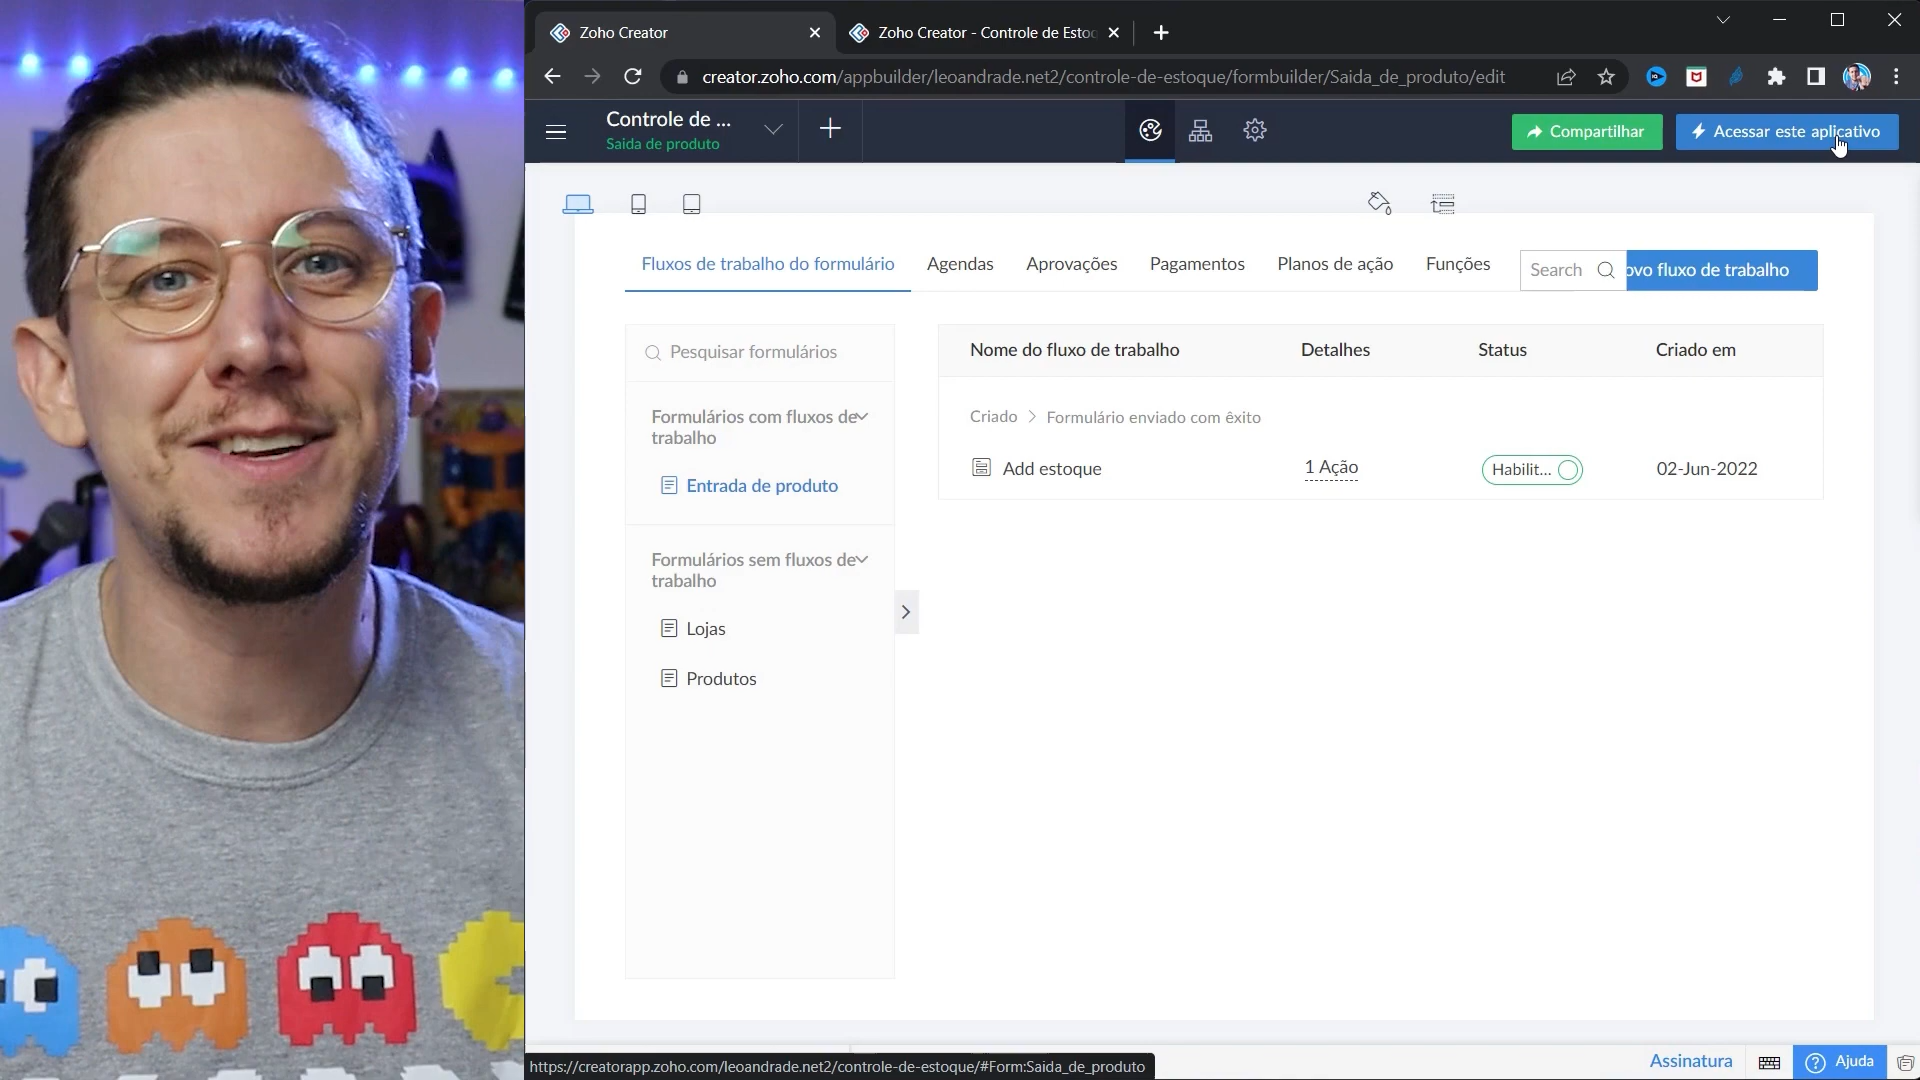 Zoho Creator
Zoho Creator - Controle de Esto
creator.zoho.com/appbuilder/leoandrade.net2/controle-de-estoque/formbuilder/Saida_de_produto/edit
Controle de ...
Saida de produto
Compartilhar
Acessar este aplicativo
Fluxos de trabalho do formulário
Agendas
Aprovações
Pagamentos
Planos de ação
Funções
Search
ovo fluxo de trabalho
Pesquisar formulários
Formulários com fluxos de
trabalho
Entrada de produto
Formulários sem fluxos de
trabalho
Lojas
Produtos
Nome do fluxo de trabalho
Detalhes
Status
Criado em
Criado > Formulário enviado com êxito
Add estoque
1 Ação
Habilit...
02-Jun-2022
https://creatorapp.zoho.com/leoandrade.net2/controle-de-estoque/#Form:Saida_de_produto
Assinatura
Ajuda